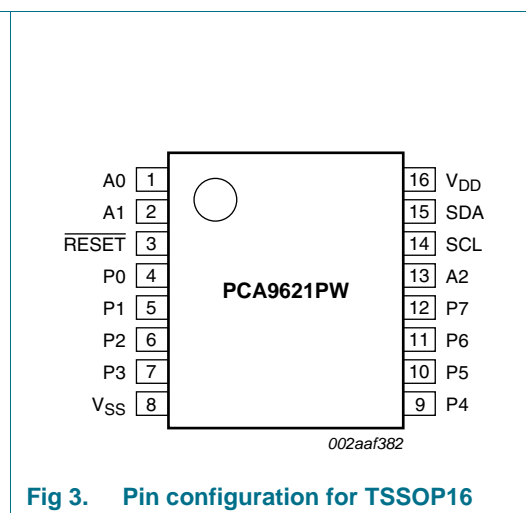 A0 1
A1 2
RESET 3
P0 4
P1 5
P2 6
P3 7
VSS 8
PCA9621PW
16 VDD
15 SDA
14 SCL
13 A2
12 P7
11 P6
10 P5
9 P4
002aaf382
Fig 3. Pin configuration for TSSOP16